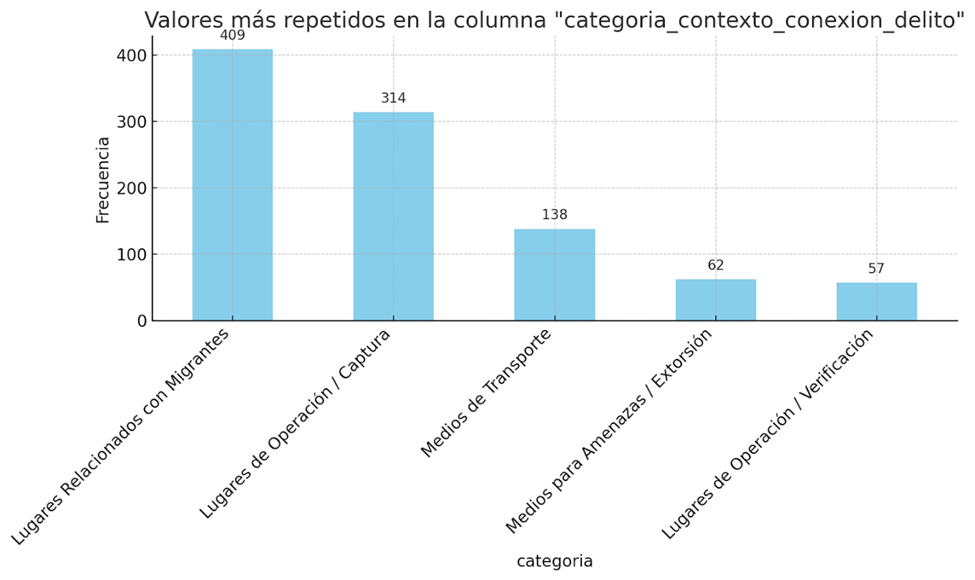 Valores más repetidos en la columna "categoria_contexto_conexion_delito"
409
400
314
300
Frecuencia
200
138
100
62
57
0
Lugares Relacionados con Migrantes
Lugares de Operación / Captura
Medios de Transporte
Medios para Amenazas / Extorsión
Lugares de Operación / Verificación
categoria